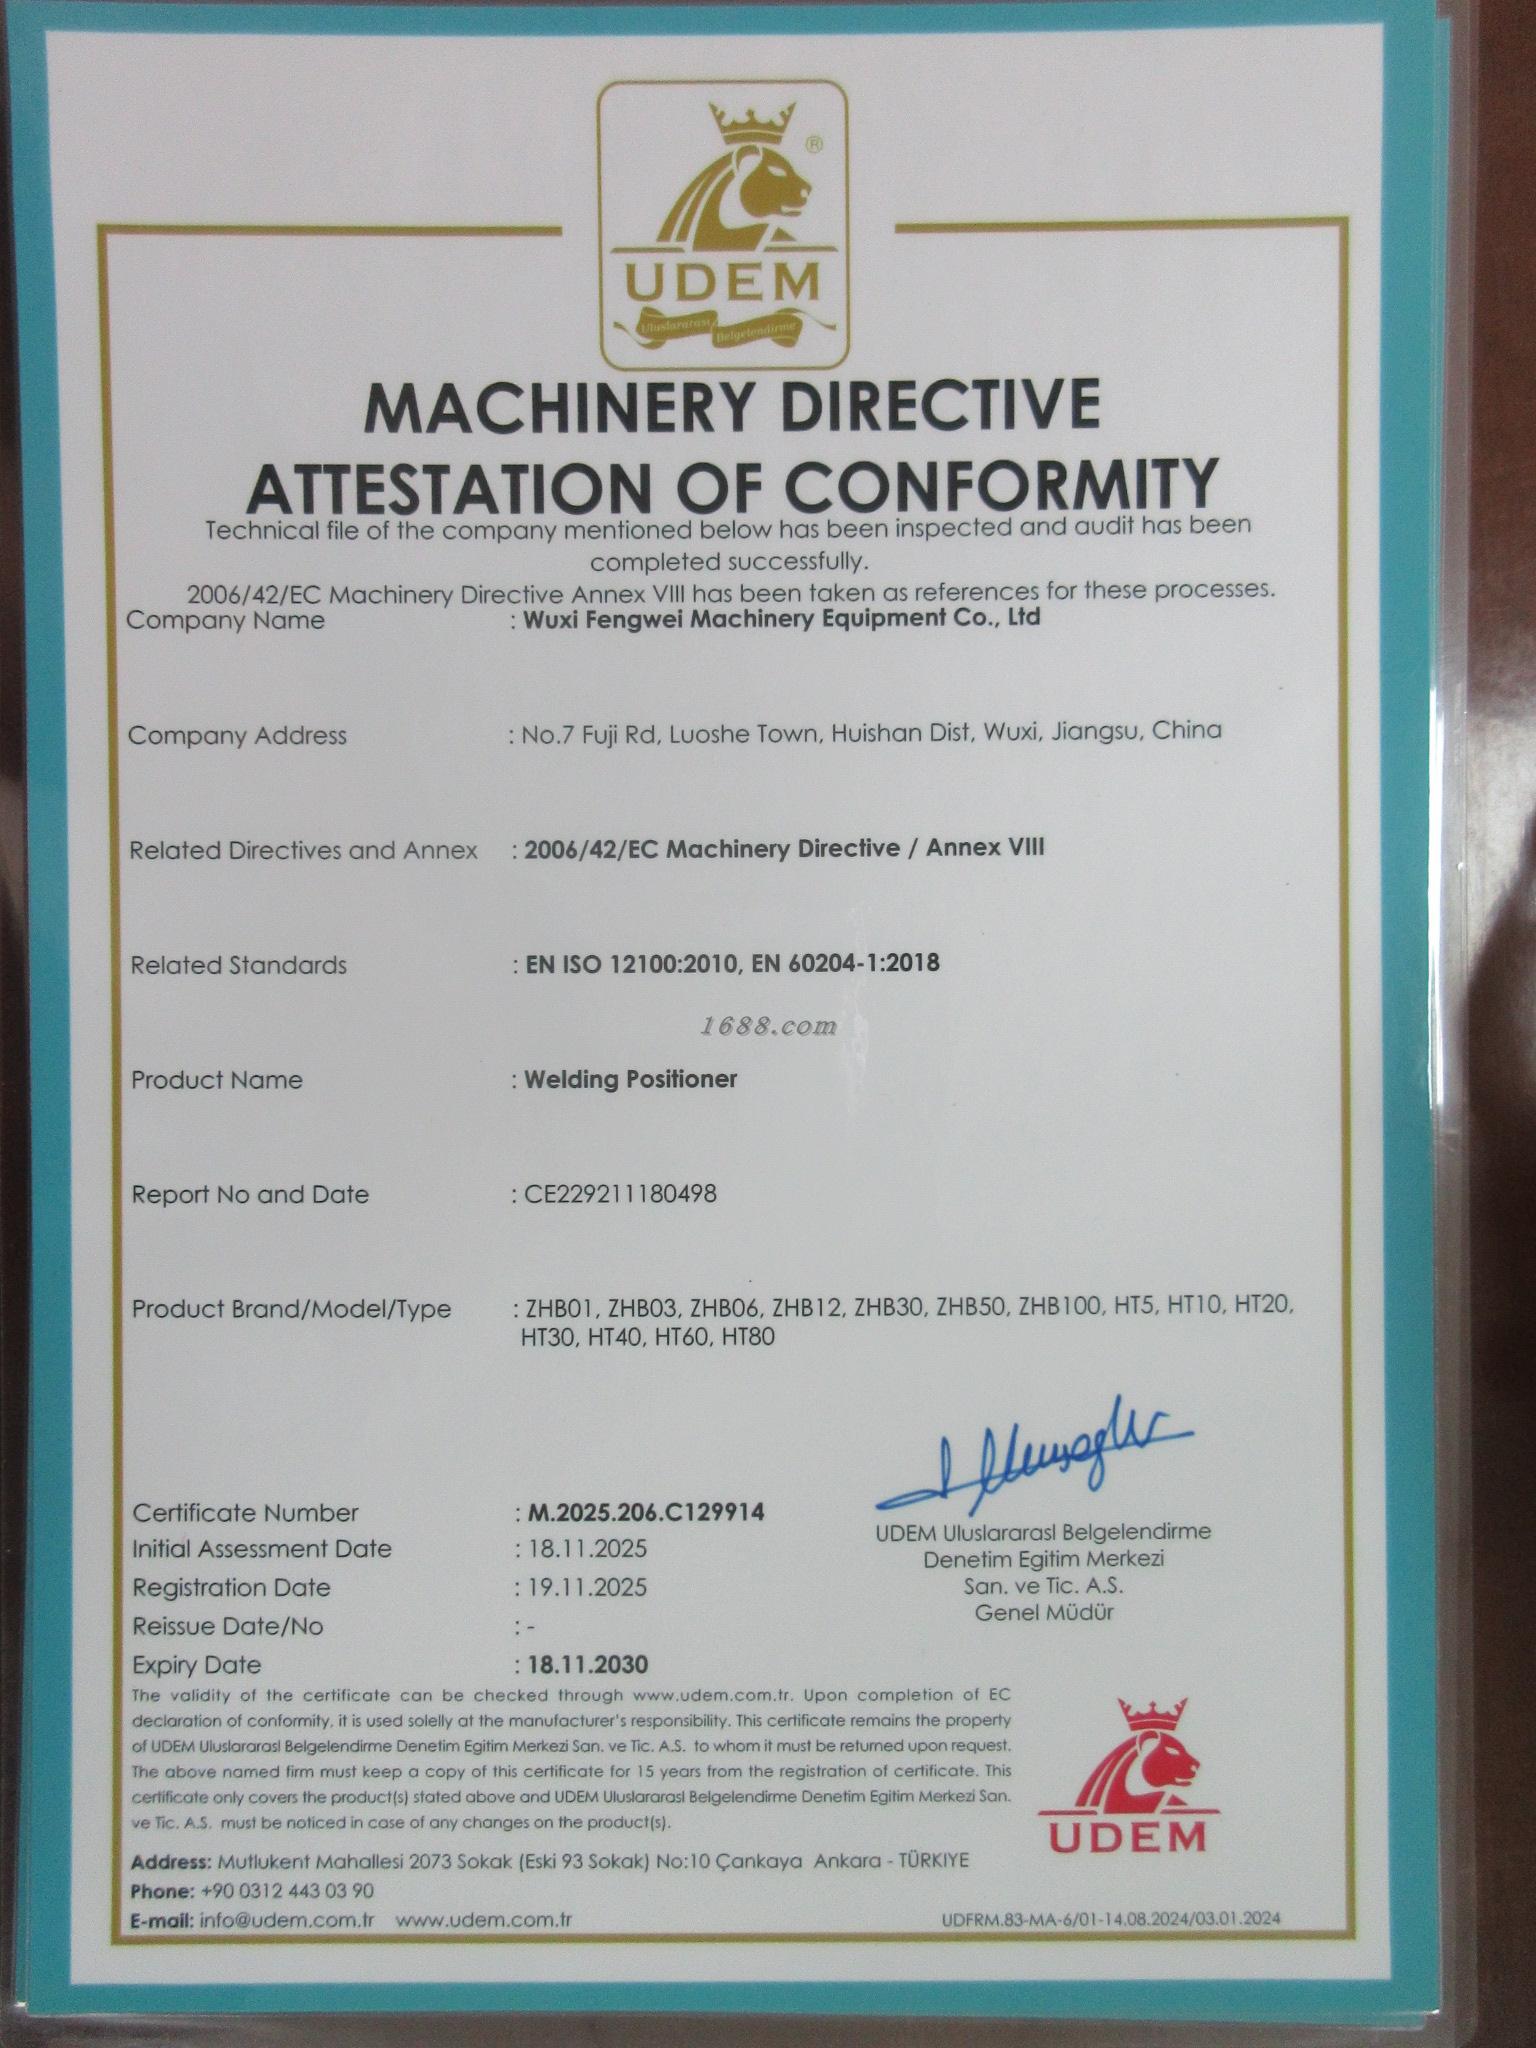 ®
UDEM
Uluslararası Belgelendirme
MACHINERY DIRECTIVE
ATTESTATION OF CONFORMITY
Technical file of the company mentioned below has been inspected and audit has been
completed successfully.
2006/42/EC Machinery Directive Annex VIII has been taken as references for these processes.
Company Name : Wuxi Fengwei Machinery Equipment Co., Ltd
Company Address : No.7 Fuji Rd, Luoshe Town, Huishan Dist, Wuxi, Jiangsu, China
Related Directives and Annex : 2006/42/EC Machinery Directive / Annex VIII
Related Standards : EN ISO 12100:2010, EN 60204-1:2018
1688.com
Product Name : Welding Positioner
Report No and Date : CE229211180498
Product Brand/Model/Type : ZHB01, ZHB03, ZHB06, ZHB12, ZHB30, ZHB50, ZHB100, HT5, HT10, HT20,
HT30, HT40, HT60, HT80
Certificate Number : M.2025.206.C129914
Initial Assessment Date : 18.11.2025
Registration Date : 19.11.2025
Reissue Date/No : -
Expiry Date : 18.11.2030
UDEM Uluslararasl Belgelendirme
Denetim Egitim Merkezi
San. ve Tic. A.S.
Genel Müdür
The validity of the certificate can be checked through www.udem.com.tr. Upon completion of EC
declaration of conformity, it is used solelly at the manufacturer's responsibility. This certificate remains the property
of UDEM Uluslararasl Belgelendirme Denetim Egitim Merkezi San. ve Tic. A.S. to whom it must be returned upon request.
The above named firm must keep a copy of this certificate for 15 years from the registration of certificate. This
certificate only covers the product(s) stated above and UDEM Uluslararasl Belgelendirme Denetim Egitim Merkezi San.
ve Tic. A.S. must be noticed in case of any changes on the product(s).
UDEM
Address: Mutlukent Mahallesi 2073 Sokak (Eski 93 Sokak) No:10 Çankaya Ankara - TÜRKIYE
Phone: +90 0312 443 03 90
E-mail: info@udem.com.tr www.udem.com.tr
UDFRM.83-MA-6/01-14.08.2024/03.01.2024